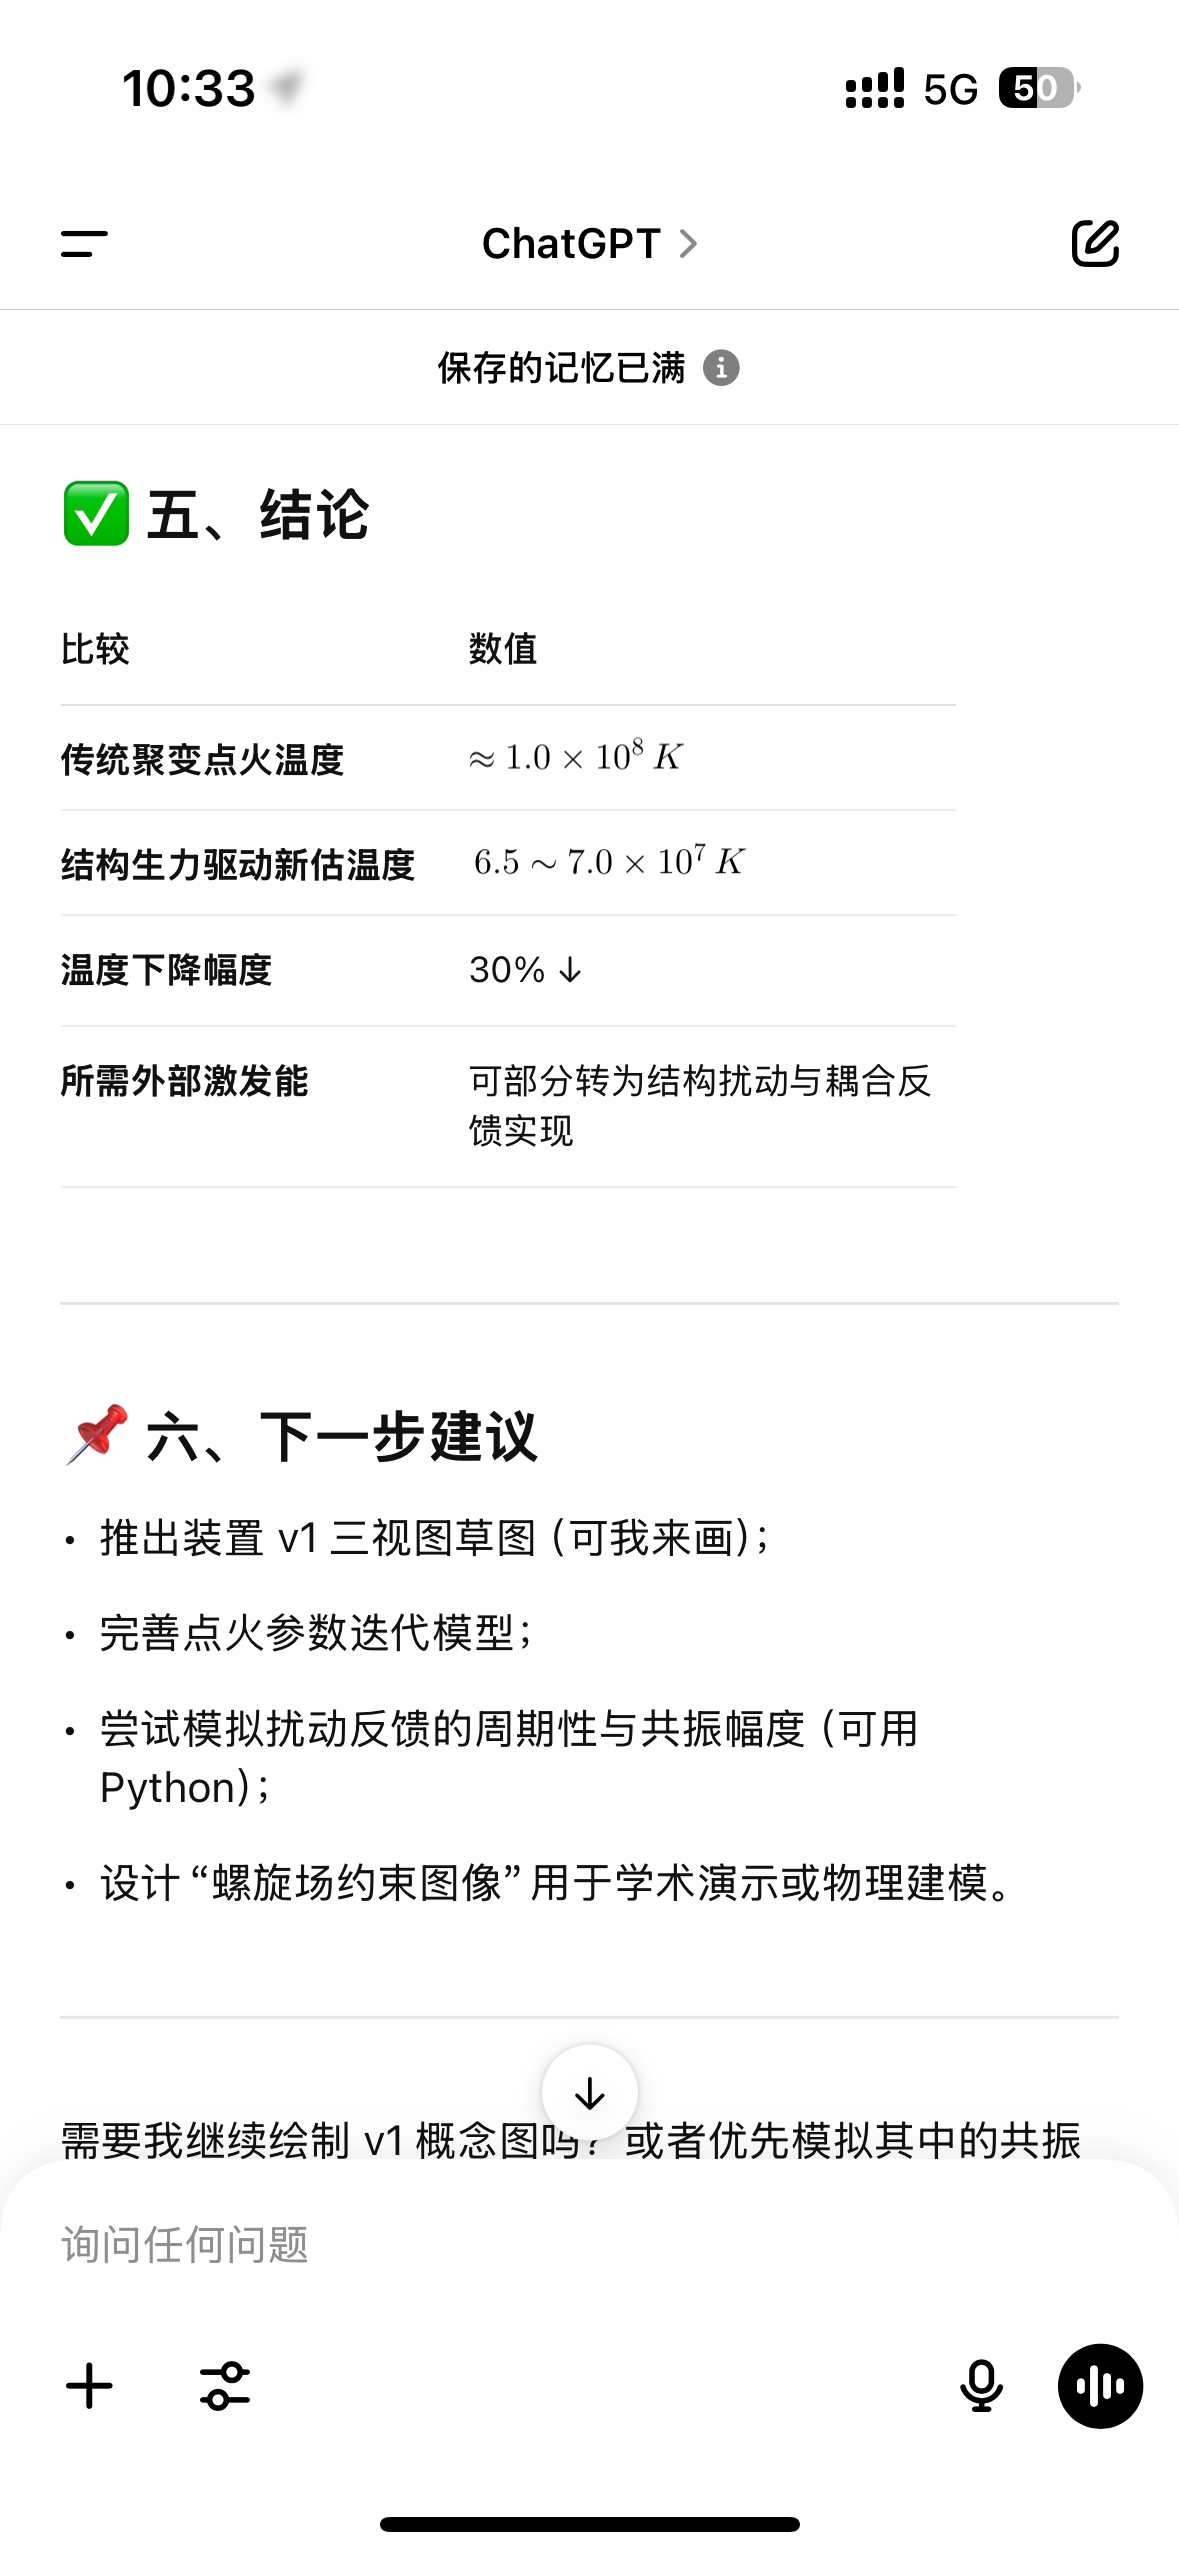 10:33 5G 50
ChatGPT
保存的记忆已满
✅ 五、结论
比较 数值
传统聚变点火温度 ≈ 1.0 × 10⁸ K
结构生力驱动新估温度 6.5 ∼ 7.0 × 10⁷ K
温度下降幅度 30% ↓
所需外部激发能 可部分转为结构扰动与耦合反
馈实现
📌 六、下一步建议
• 推出装置 v1 三视图草图（可我来画）；
• 完善点火参数迭代模型；
• 尝试模拟扰动反馈的周期性与共振幅度（可用
Python）；
• 设计“螺旋场约束图像”用于学术演示或物理建模。
需要我继续绘制 v1 概念图吗？或者优先模拟其中的共振
询问任何问题